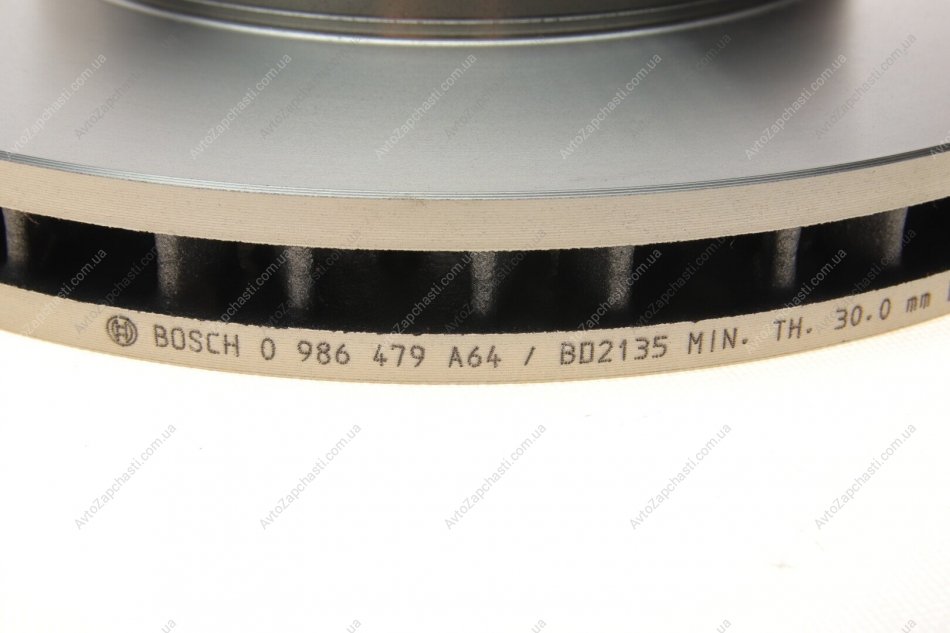 BOSCH 0 986 479 A64 / BD2135 MIN. TH. 30.0 mm
AvtoZapchasti.com.ua